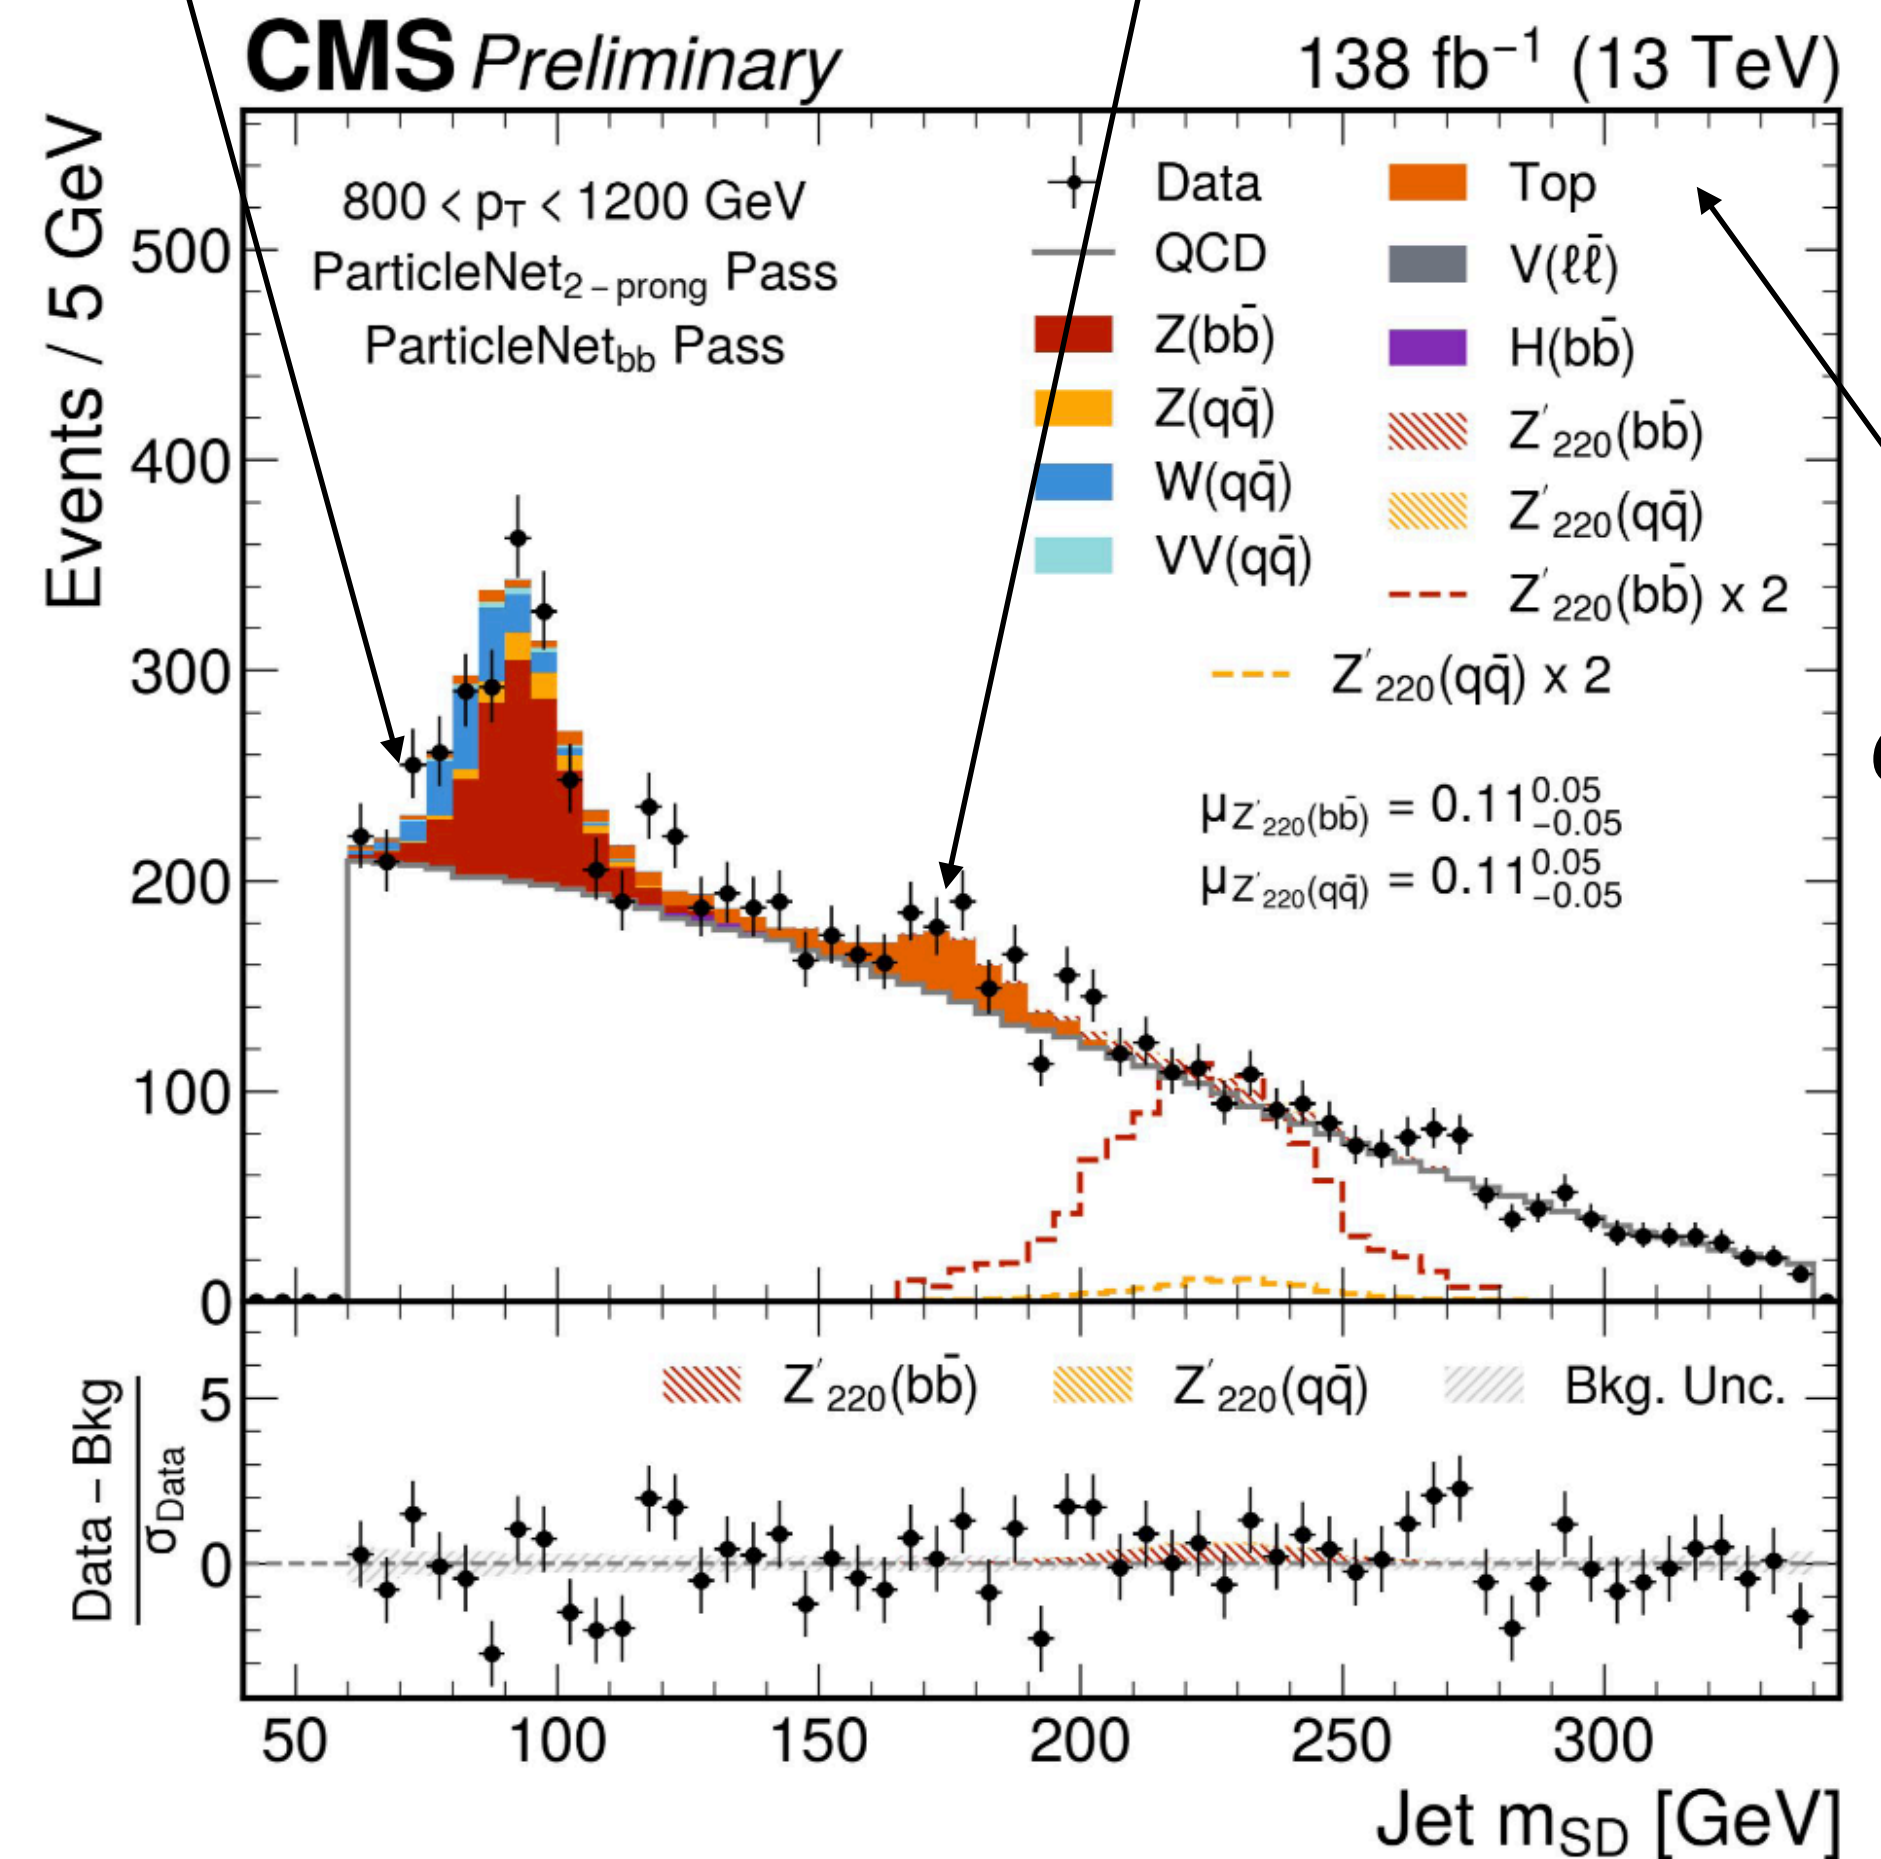 CMS Preliminary
138 fb⁻¹ (13 TeV)
Events / 5 GeV
500
400
300
200
100
0
800 < p_T < 1200 GeV
ParticleNet_2−prong Pass
ParticleNet_bb Pass
Data
QCD
Z(bb̄)
Z(qq̄)
W(qq̄)
VV(qq̄)
Top
V(ℓℓ̄)
H(bb̄)
Z′_220(bb̄)
Z′_220(qq̄)
Z′_220(bb̄) x 2
Z′_220(qq̄) x 2
μ_Z′_220(bb̄) = 0.11^0.05_−0.05
μ_Z′_220(qq̄) = 0.11^0.05_−0.05
Data − Bkg
σ_Data
5
0
Z′_220(bb̄)
Z′_220(qq̄)
Bkg. Unc.
50 100 150 200 250 300
Jet m_SD [GeV]